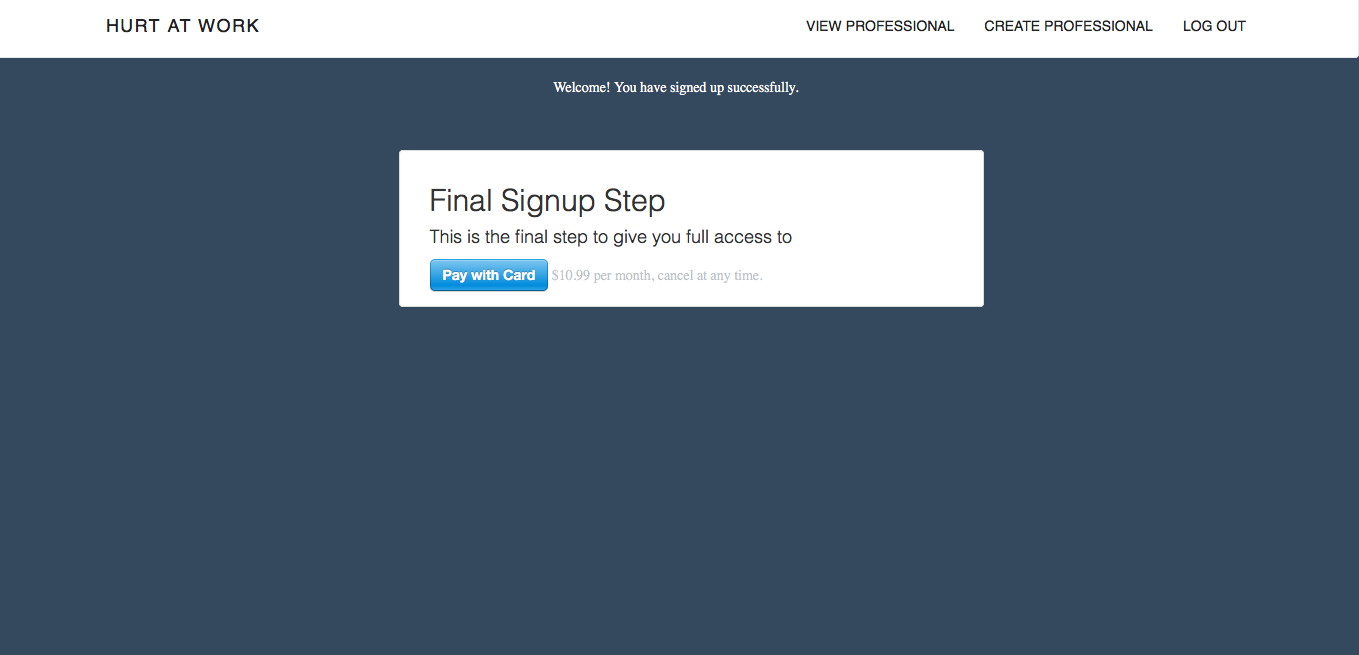 HURT AT WORK
VIEW PROFESSIONAL CREATE PROFESSIONAL LOG OUT
Welcome! You have signed up successfully.
Final Signup Step
This is the final step to give you full access to
Pay with Card $10.99 per month, cancel at any time.